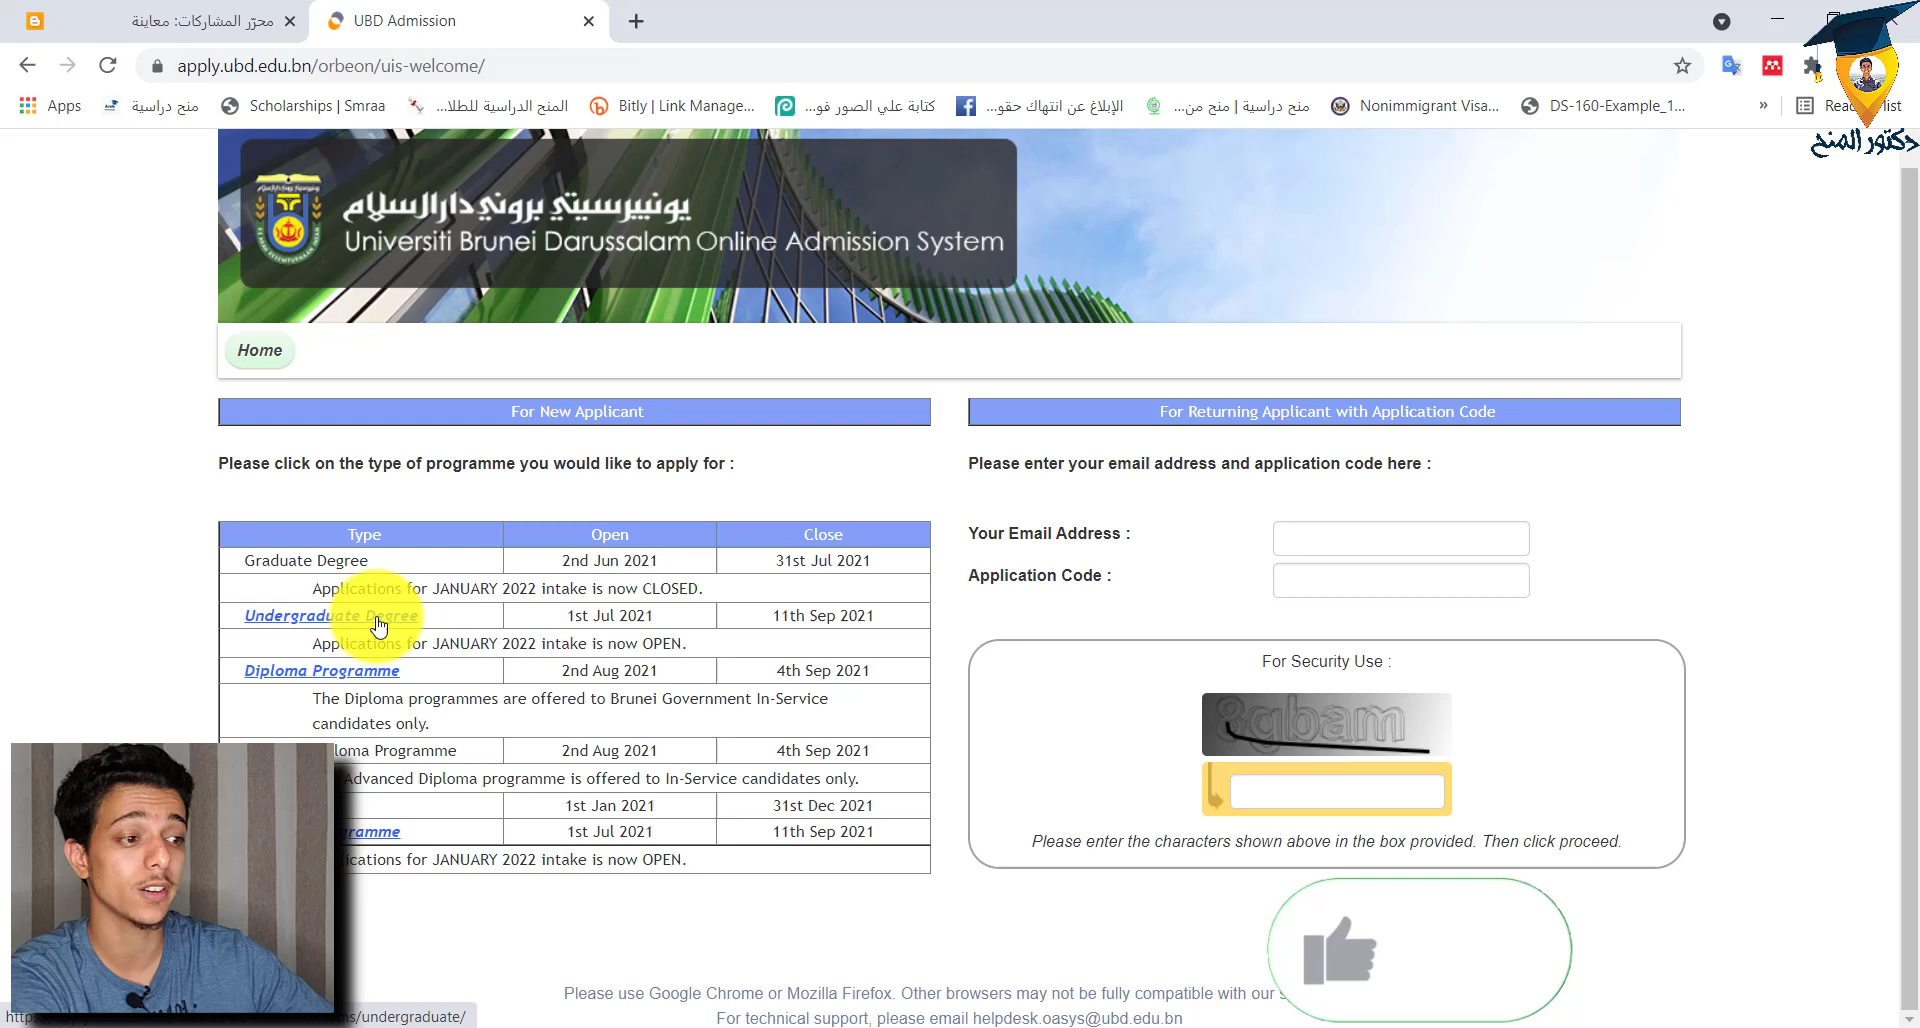 محرّر المشاركات: معاينة
UBD Admission
apply.ubd.edu.bn/orbeon/uis-welcome/
Apps
منح دراسية
Scholarships | Smraa
المنح الدراسية للطلا...
Bitly | Link Manage...
كتابة علي الصور فو...
الإبلاغ عن انتهاك حقو...
منح دراسية | منح من...
Nonimmigrant Visa...
DS-160-Example_1...
»
list
دكتور المنح
يونيبرسيتي بروني دارالسلام
Universiti Brunei Darussalam Online Admission System
Home
For New Applicant
For Returning Applicant with Application Code
Please click on the type of programme you would like to apply for :
Please enter your email address and application code here :
Type Open Close
Graduate Degree 2nd Jun 2021 31st Jul 2021
Applications for JANUARY 2022 intake is now CLOSED.
Undergraduate Degree 1st Jul 2021 11th Sep 2021
Applications for JANUARY 2022 intake is now OPEN.
Diploma Programme 2nd Aug 2021 4th Sep 2021
The Diploma programmes are offered to Brunei Government In-Service
candidates only.
loma Programme 2nd Aug 2021 4th Sep 2021
Advanced Diploma programme is offered to In-Service candidates only.
1st Jan 2021 31st Dec 2021
gramme 1st Jul 2021 11th Sep 2021
lications for JANUARY 2022 intake is now OPEN.
Your Email Address :
Application Code :
For Security Use :
8gbam
Please enter the characters shown above in the box provided. Then click proceed.
Please use Google Chrome or Mozilla Firefox. Other browsers may not be fully compatible with our
For technical support, please email helpdesk.oasys@ubd.edu.bn
ms/undergraduate/